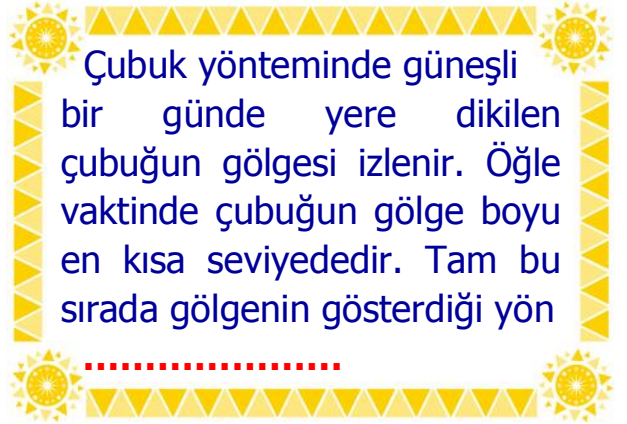 Çubuk yönteminde güneşli
bir günde yere dikilen
çubuğun gölgesi izlenir. Öğle
vaktinde çubuğun gölge boyu
en kısa seviyededir. Tam bu
sırada gölgenin gösterdiği yön
.....................